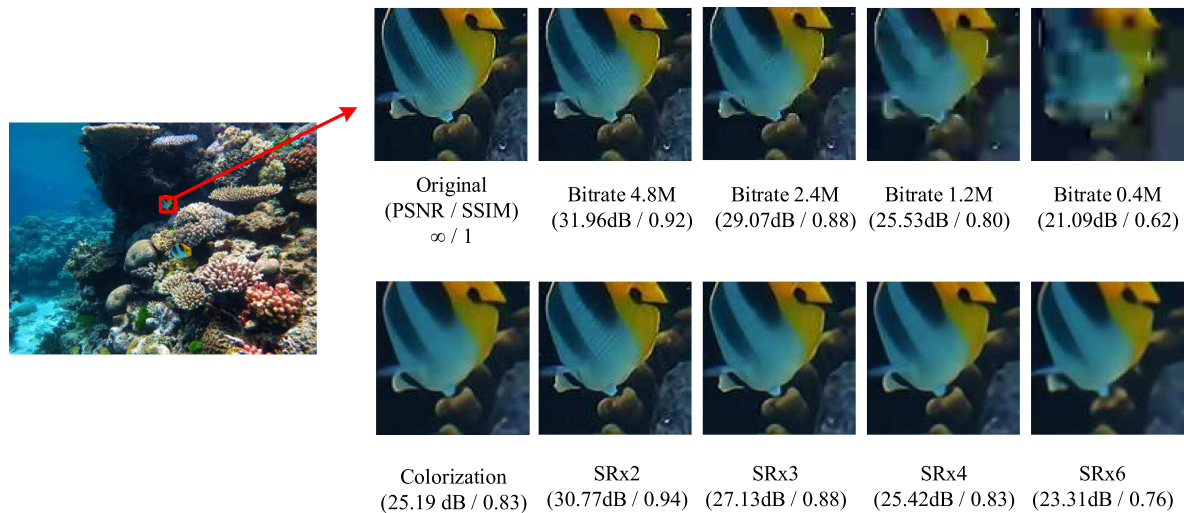 Original
(PSNR / SSIM)
∞ / 1
Bitrate 4.8M
(31.96dB / 0.92)
Bitrate 2.4M
(29.07dB / 0.88)
Bitrate 1.2M
(25.53dB / 0.80)
Bitrate 0.4M
(21.09dB / 0.62)
Colorization
(25.19 dB / 0.83)
SRx2
(30.77dB / 0.94)
SRx3
(27.13dB / 0.88)
SRx4
(25.42dB / 0.83)
SRx6
(23.31dB / 0.76)